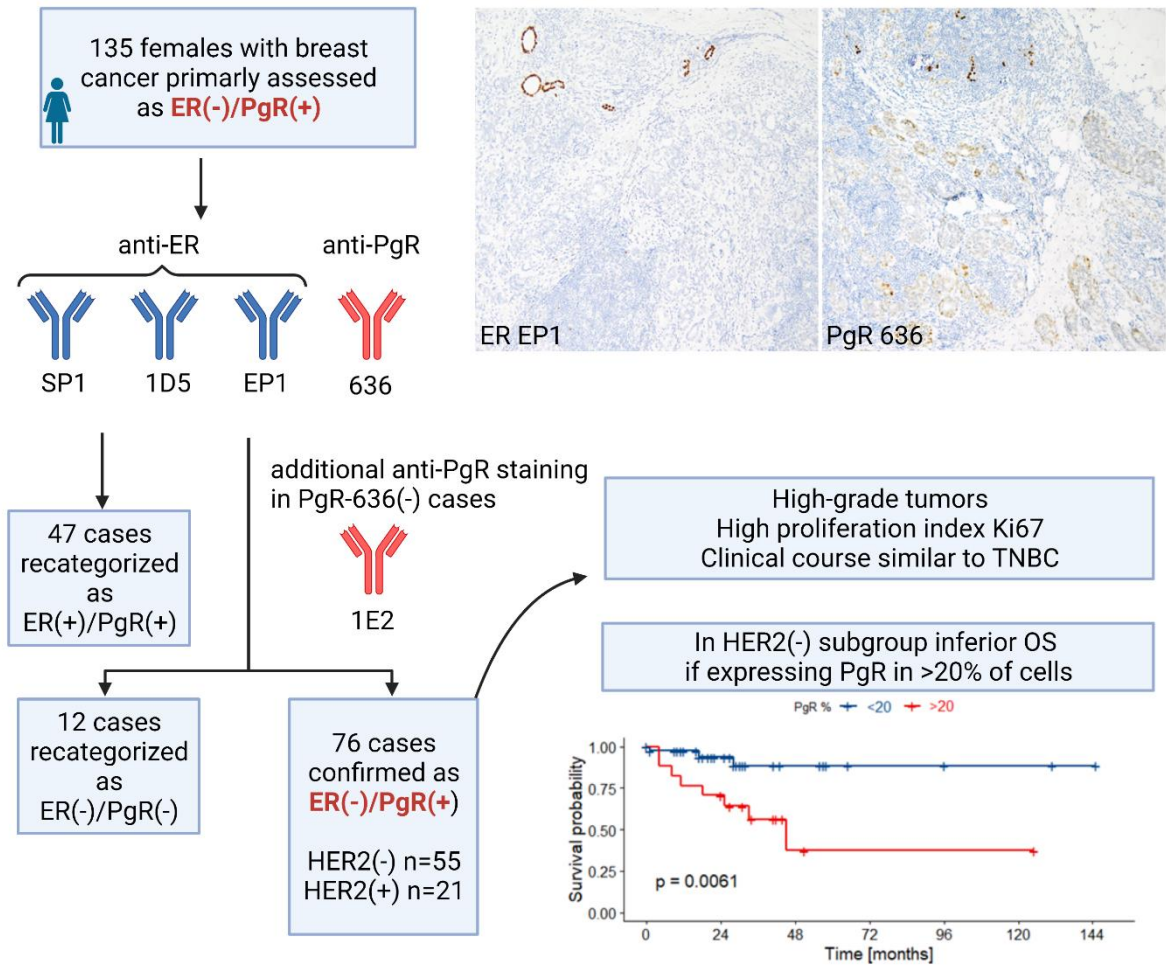 135 females with breast
cancer primarly assessed
as ER(-)/PgR(+)
anti-ER
anti-PgR
SP1
1D5
EP1
636
ER EP1
PgR 636
additional anti-PgR staining
in PgR-636(-) cases
1E2
47 cases
recategorized
as
ER(+)/PgR(+)
12 cases
recategorized
as
ER(-)/PgR(-)
76 cases
confirmed as
ER(-)/PgR(+)
HER2(-) n=55
HER2(+) n=21
High-grade tumors
High proliferation index Ki67
Clinical course similar to TNBC
In HER2(-) subgroup inferior OS
if expressing PgR in >20% of cells
PgR % <20 >20
Survival probability
1.00
0.75
0.50
0.25
0.00
p = 0.0061
0 24 48 72 96 120 144
Time [months]